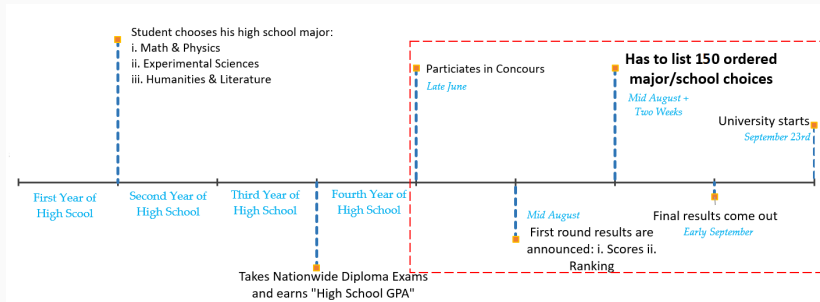 Student chooses his high school major:
i. Math & Physics
ii. Experimental Sciences
iii. Humanities & Literature
Particiates in Concours
Late June
Has to list 150 ordered
major/school choices
Mid August +
Two Weeks
University starts
September 23rd
First Year of
High Scool
Second Year of
High School
Third Year of
High School
Fourth Year of
High School
Takes Nationwide Diploma Exams
and earns "High School GPA"
Mid August
First round results are
announced: i. Scores ii.
Ranking
Final results come out
Early September